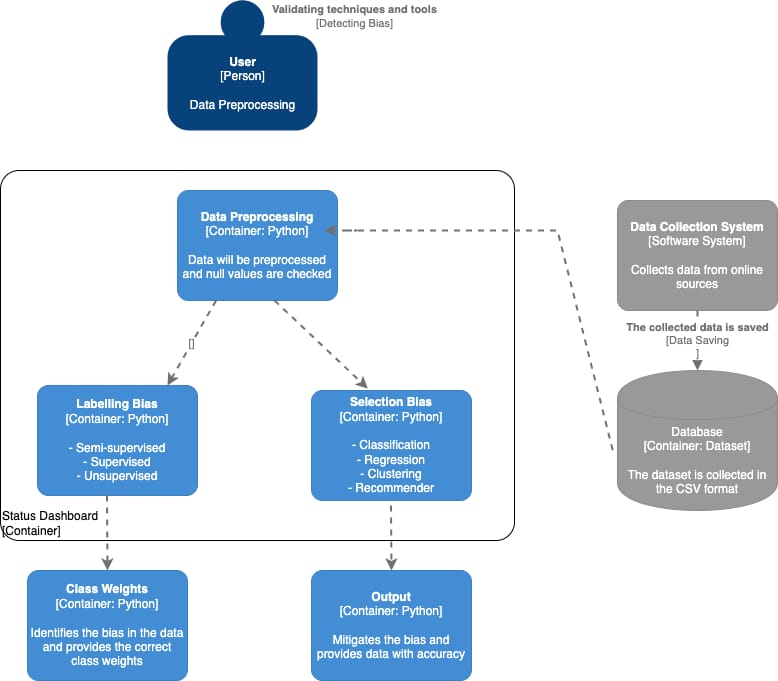 Validating techniques and tools
[Detecting Bias]
User
[Person]
Data Preprocessing
Data Preprocessing
[Container: Python]
Data will be preprocessed
and null values are checked
Data Collection System
[Software System]
Collects data from online
sources
[]
The collected data is saved
[Data Saving
]
Labelling Bias
[Container: Python]
- Semi-supervised
- Supervised
- Unsupervised
Selection Bias
[Container: Python]
- Classification
- Regression
- Clustering
- Recommender
Database
[Container: Dataset]
The dataset is collected in
the CSV format
Status Dashboard
[Container]
Class Weights
[Container: Python]
Identifies the bias in the data
and provides the correct
class weights
Output
[Container: Python]
Mitigates the bias and
provides data with accuracy